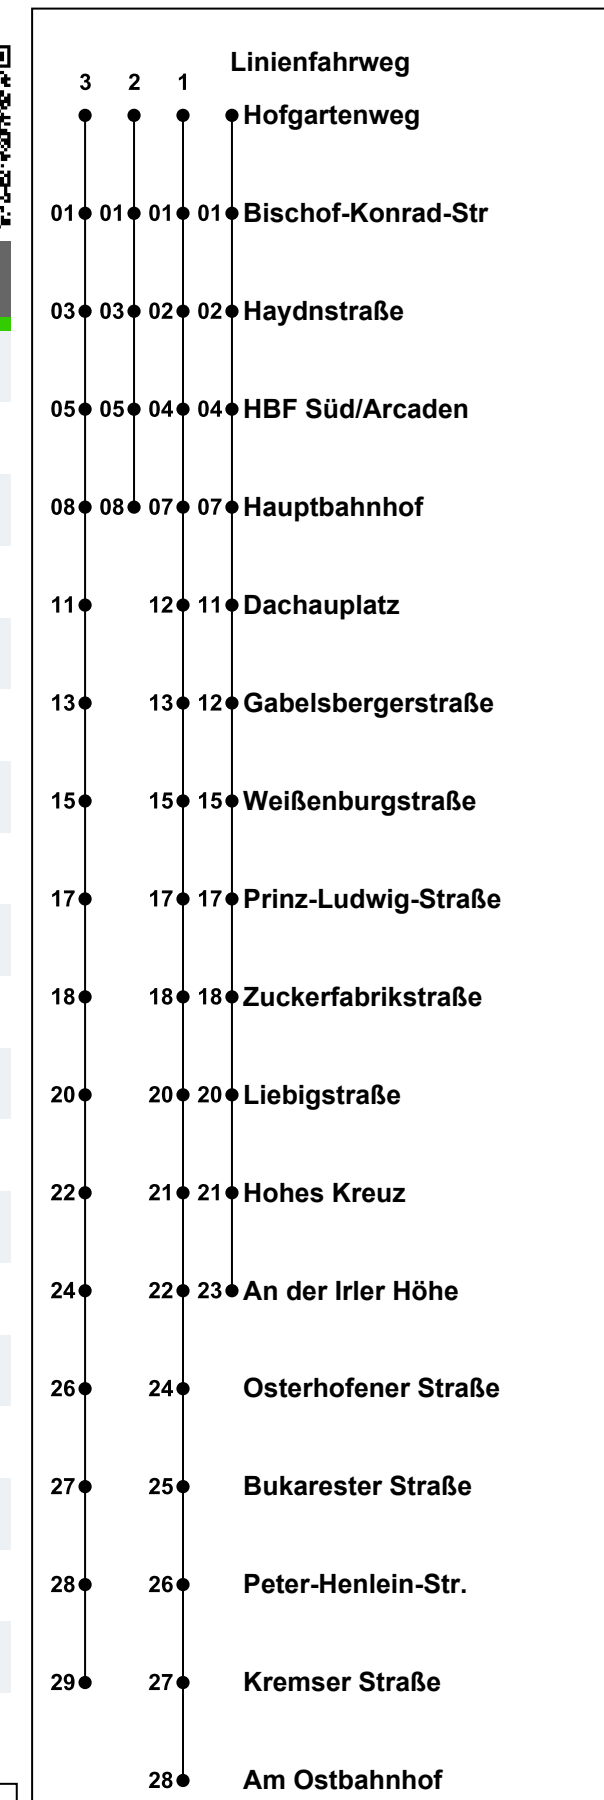 Linienfahrweg
3 2 1
Hofgartenweg
01 01 01 01 Bischof-Konrad-Str
03 03 02 02 Haydnstraße
05 05 04 04 HBF Süd/Arcaden
08 08 07 07 Hauptbahnhof
11 12 11 Dachauplatz
13 13 12 Gabelsbergerstraße
15 15 15 Weißenburgstraße
17 17 17 Prinz-Ludwig-Straße
18 18 18 Zuckerfabrikstraße
20 20 20 Liebigstraße
22 21 21 Hohes Kreuz
24 22 23 An der Irler Höhe
26 24 Osterhofener Straße
27 25 Bukarester Straße
28 26 Peter-Henlein-Str.
29 27 Kremser Straße
28 Am Ostbahnhof